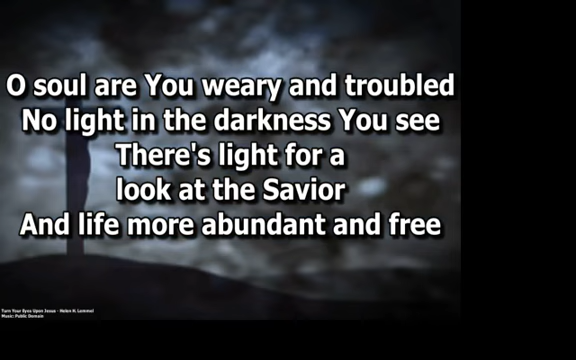 O soul are You weary and troubled
No light in the darkness You see
There's light for a
look at the Savior
And life more abundant and free
Turn Your Eyes Upon Jesus - Helen H. Lemmel
Music: Public Domain